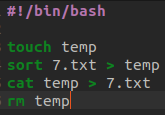 #!/bin/bash
touch temp
sort 7.txt > temp
cat temp > 7.txt
rm temp